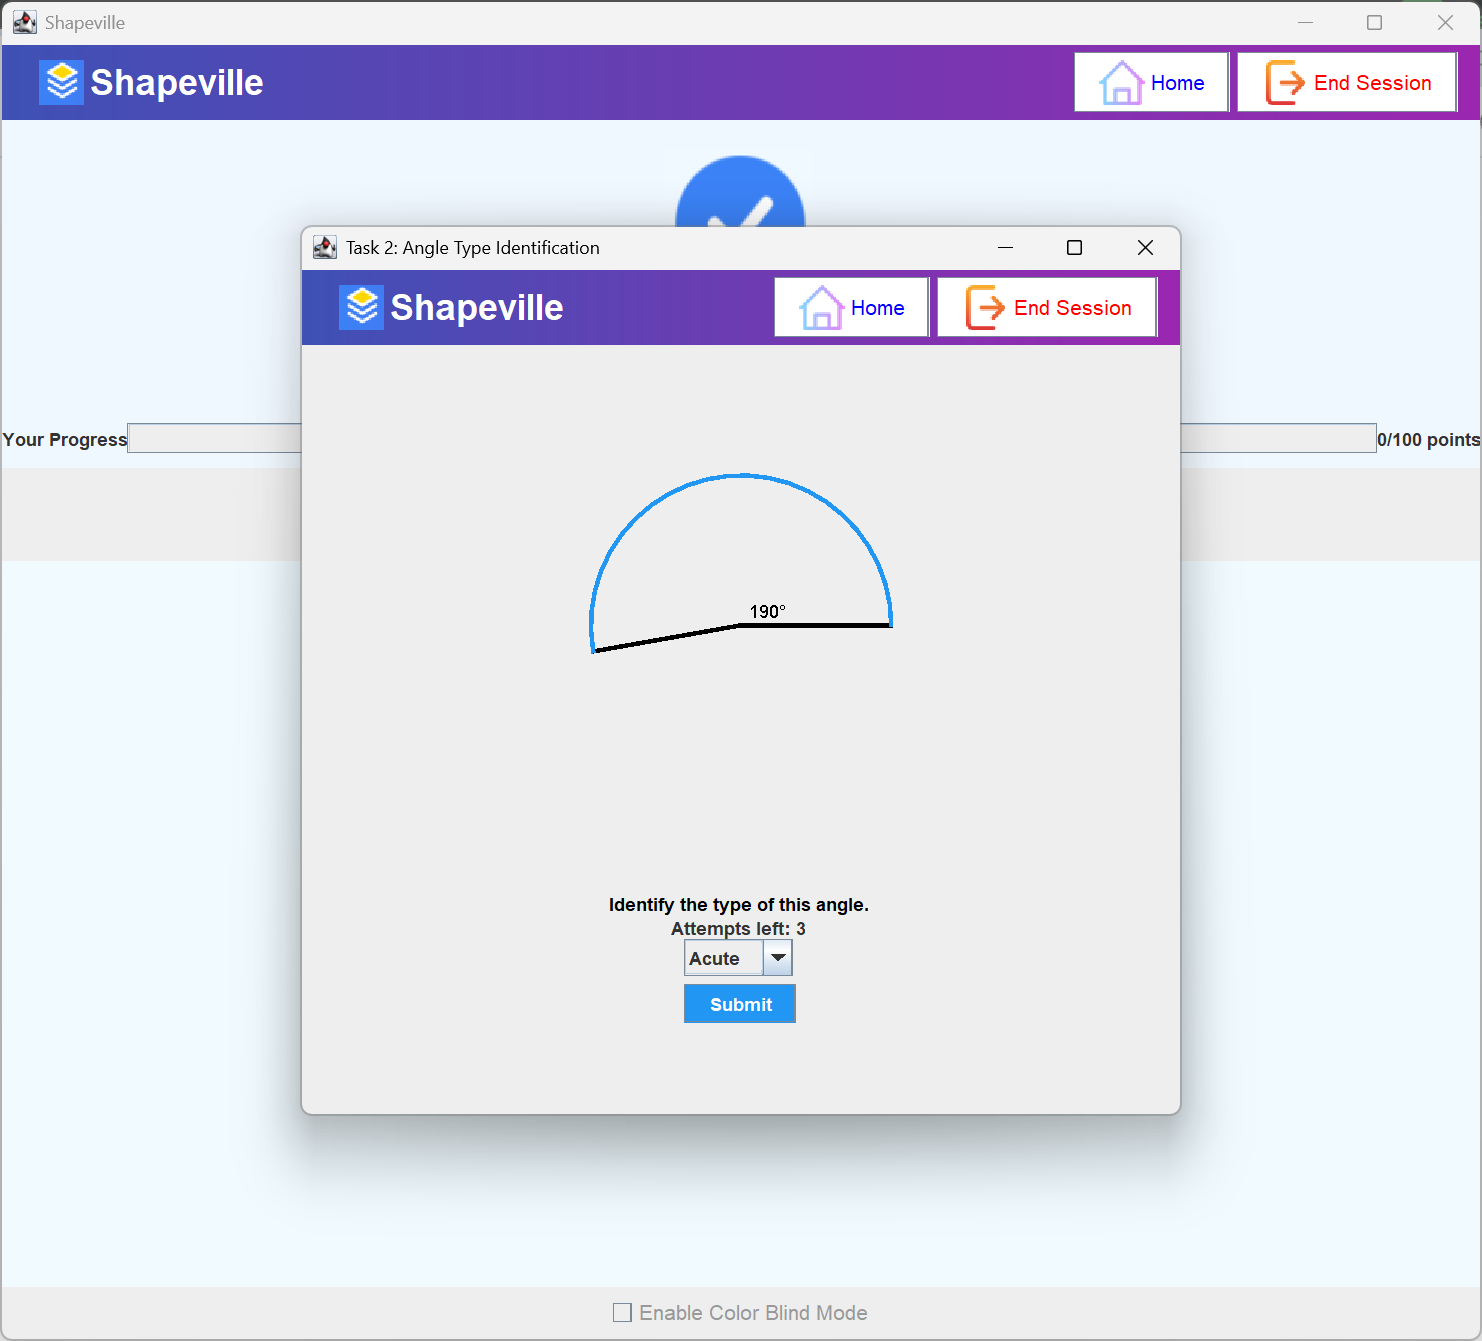 Shapeville
Shapeville
Home
End Session
Task 2: Angle Type Identification
Shapeville
Home
End Session
Your Progress
0/100 points
190°
Identify the type of this angle.
Attempts left: 3
Acute
Submit
Enable Color Blind Mode